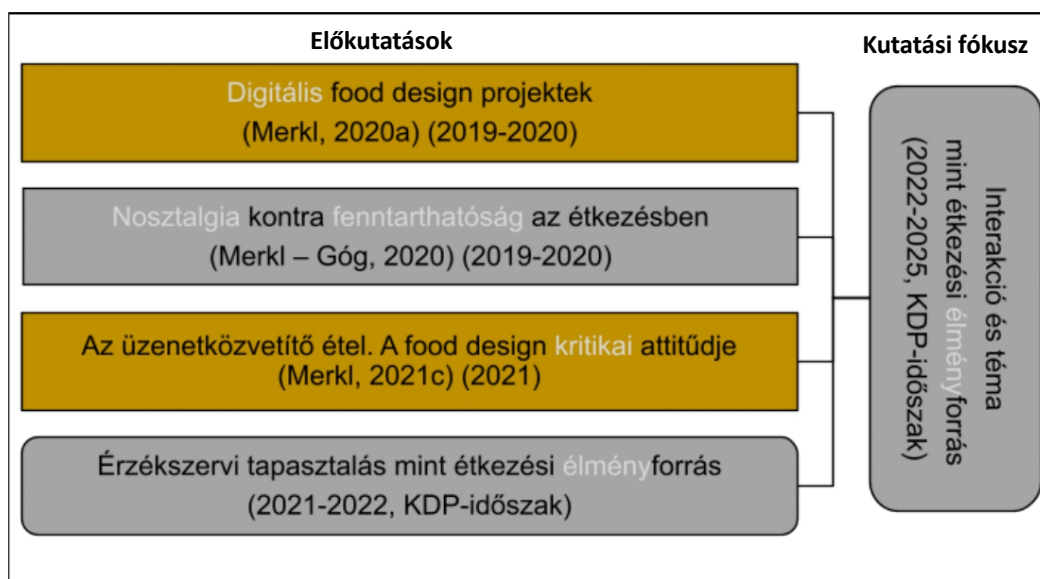 Előkutatások
Kutatási fókusz
Digitális food design projektek
(Merkl, 2020a) (2019-2020)
Nosztalgia kontra fenntarthatóság az étkezésben
(Merkl – Góg, 2020) (2019-2020)
Az üzenetközvetítő étel. A food design kritikai attitűdje
(Merkl, 2021c) (2021)
Érzékszervi tapasztalás mint étkezési élményforrás
(2021-2022, KDP-időszak)
Interakció és téma
mint étkezési élményforrás
(2022-2025, KDP-időszak)